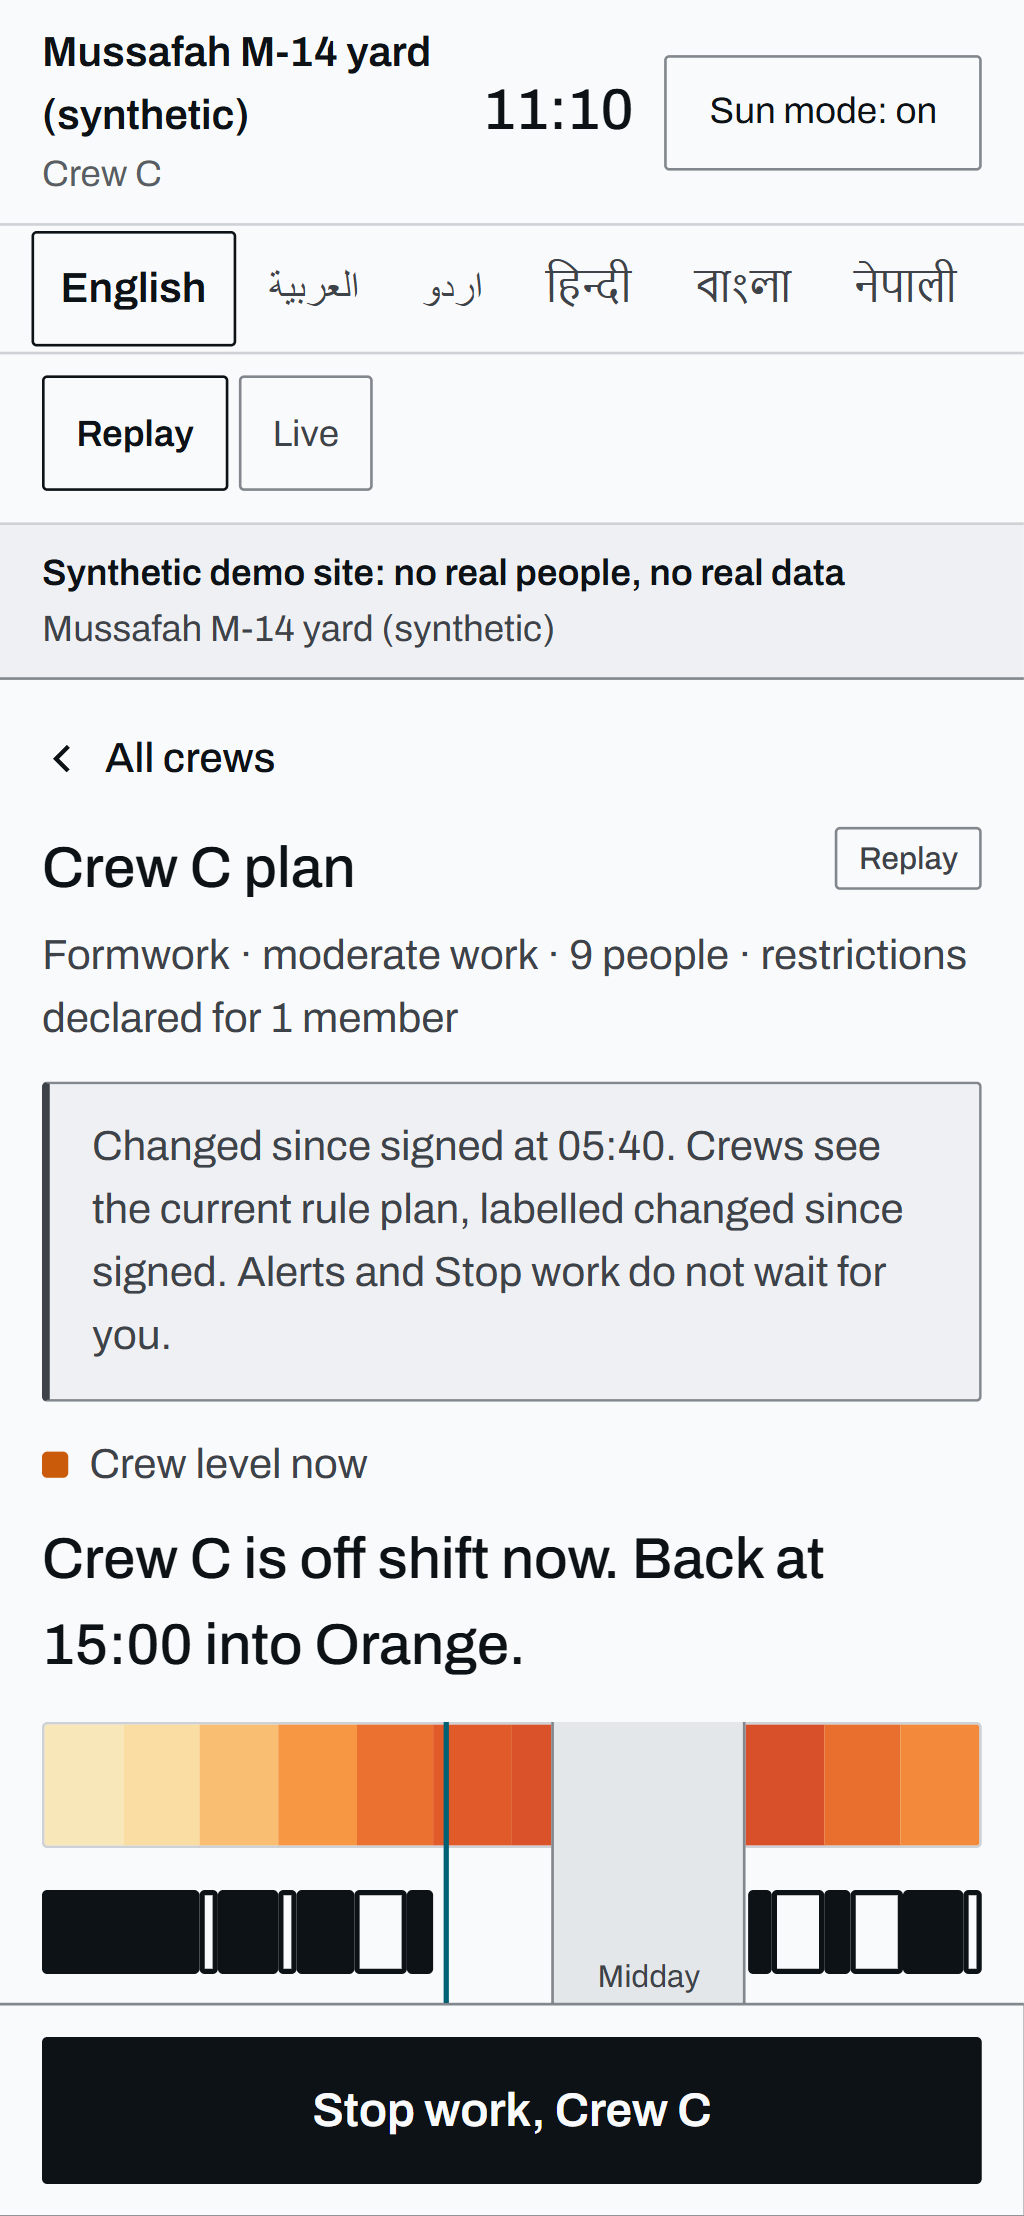 Mussafah M-14 yard
(synthetic)
Crew C
11:10
Sun mode: on
English
العربية
اردو
हिन्दी
বাংলা
नेपाली
Replay
Live
Synthetic demo site: no real people, no real data
Mussafah M-14 yard (synthetic)
All crews
Crew C plan
Replay
Formwork · moderate work · 9 people · restrictions
declared for 1 member
Changed since signed at 05:40. Crews see
the current rule plan, labelled changed since
signed. Alerts and Stop work do not wait for
you.
Crew level now
Crew C is off shift now. Back at
15:00 into Orange.
Midday
Stop work, Crew C